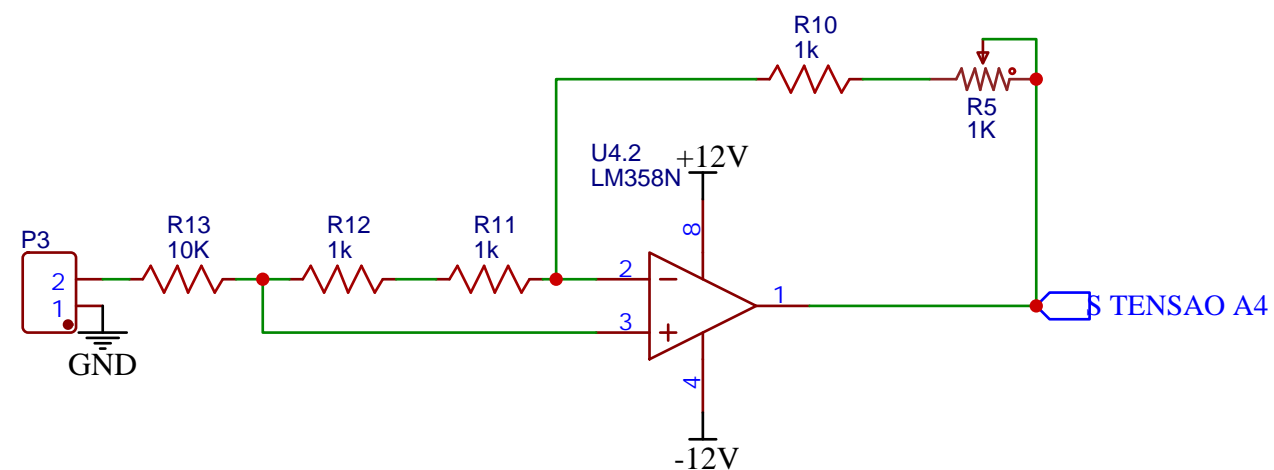 R10
1k
R5
1K
U4.2
LM358N
+12V
8
R13
10K
R12
1k
R11
1k
P3
2
1
GND
2
3
1
S TENSAO A4
4
-12V